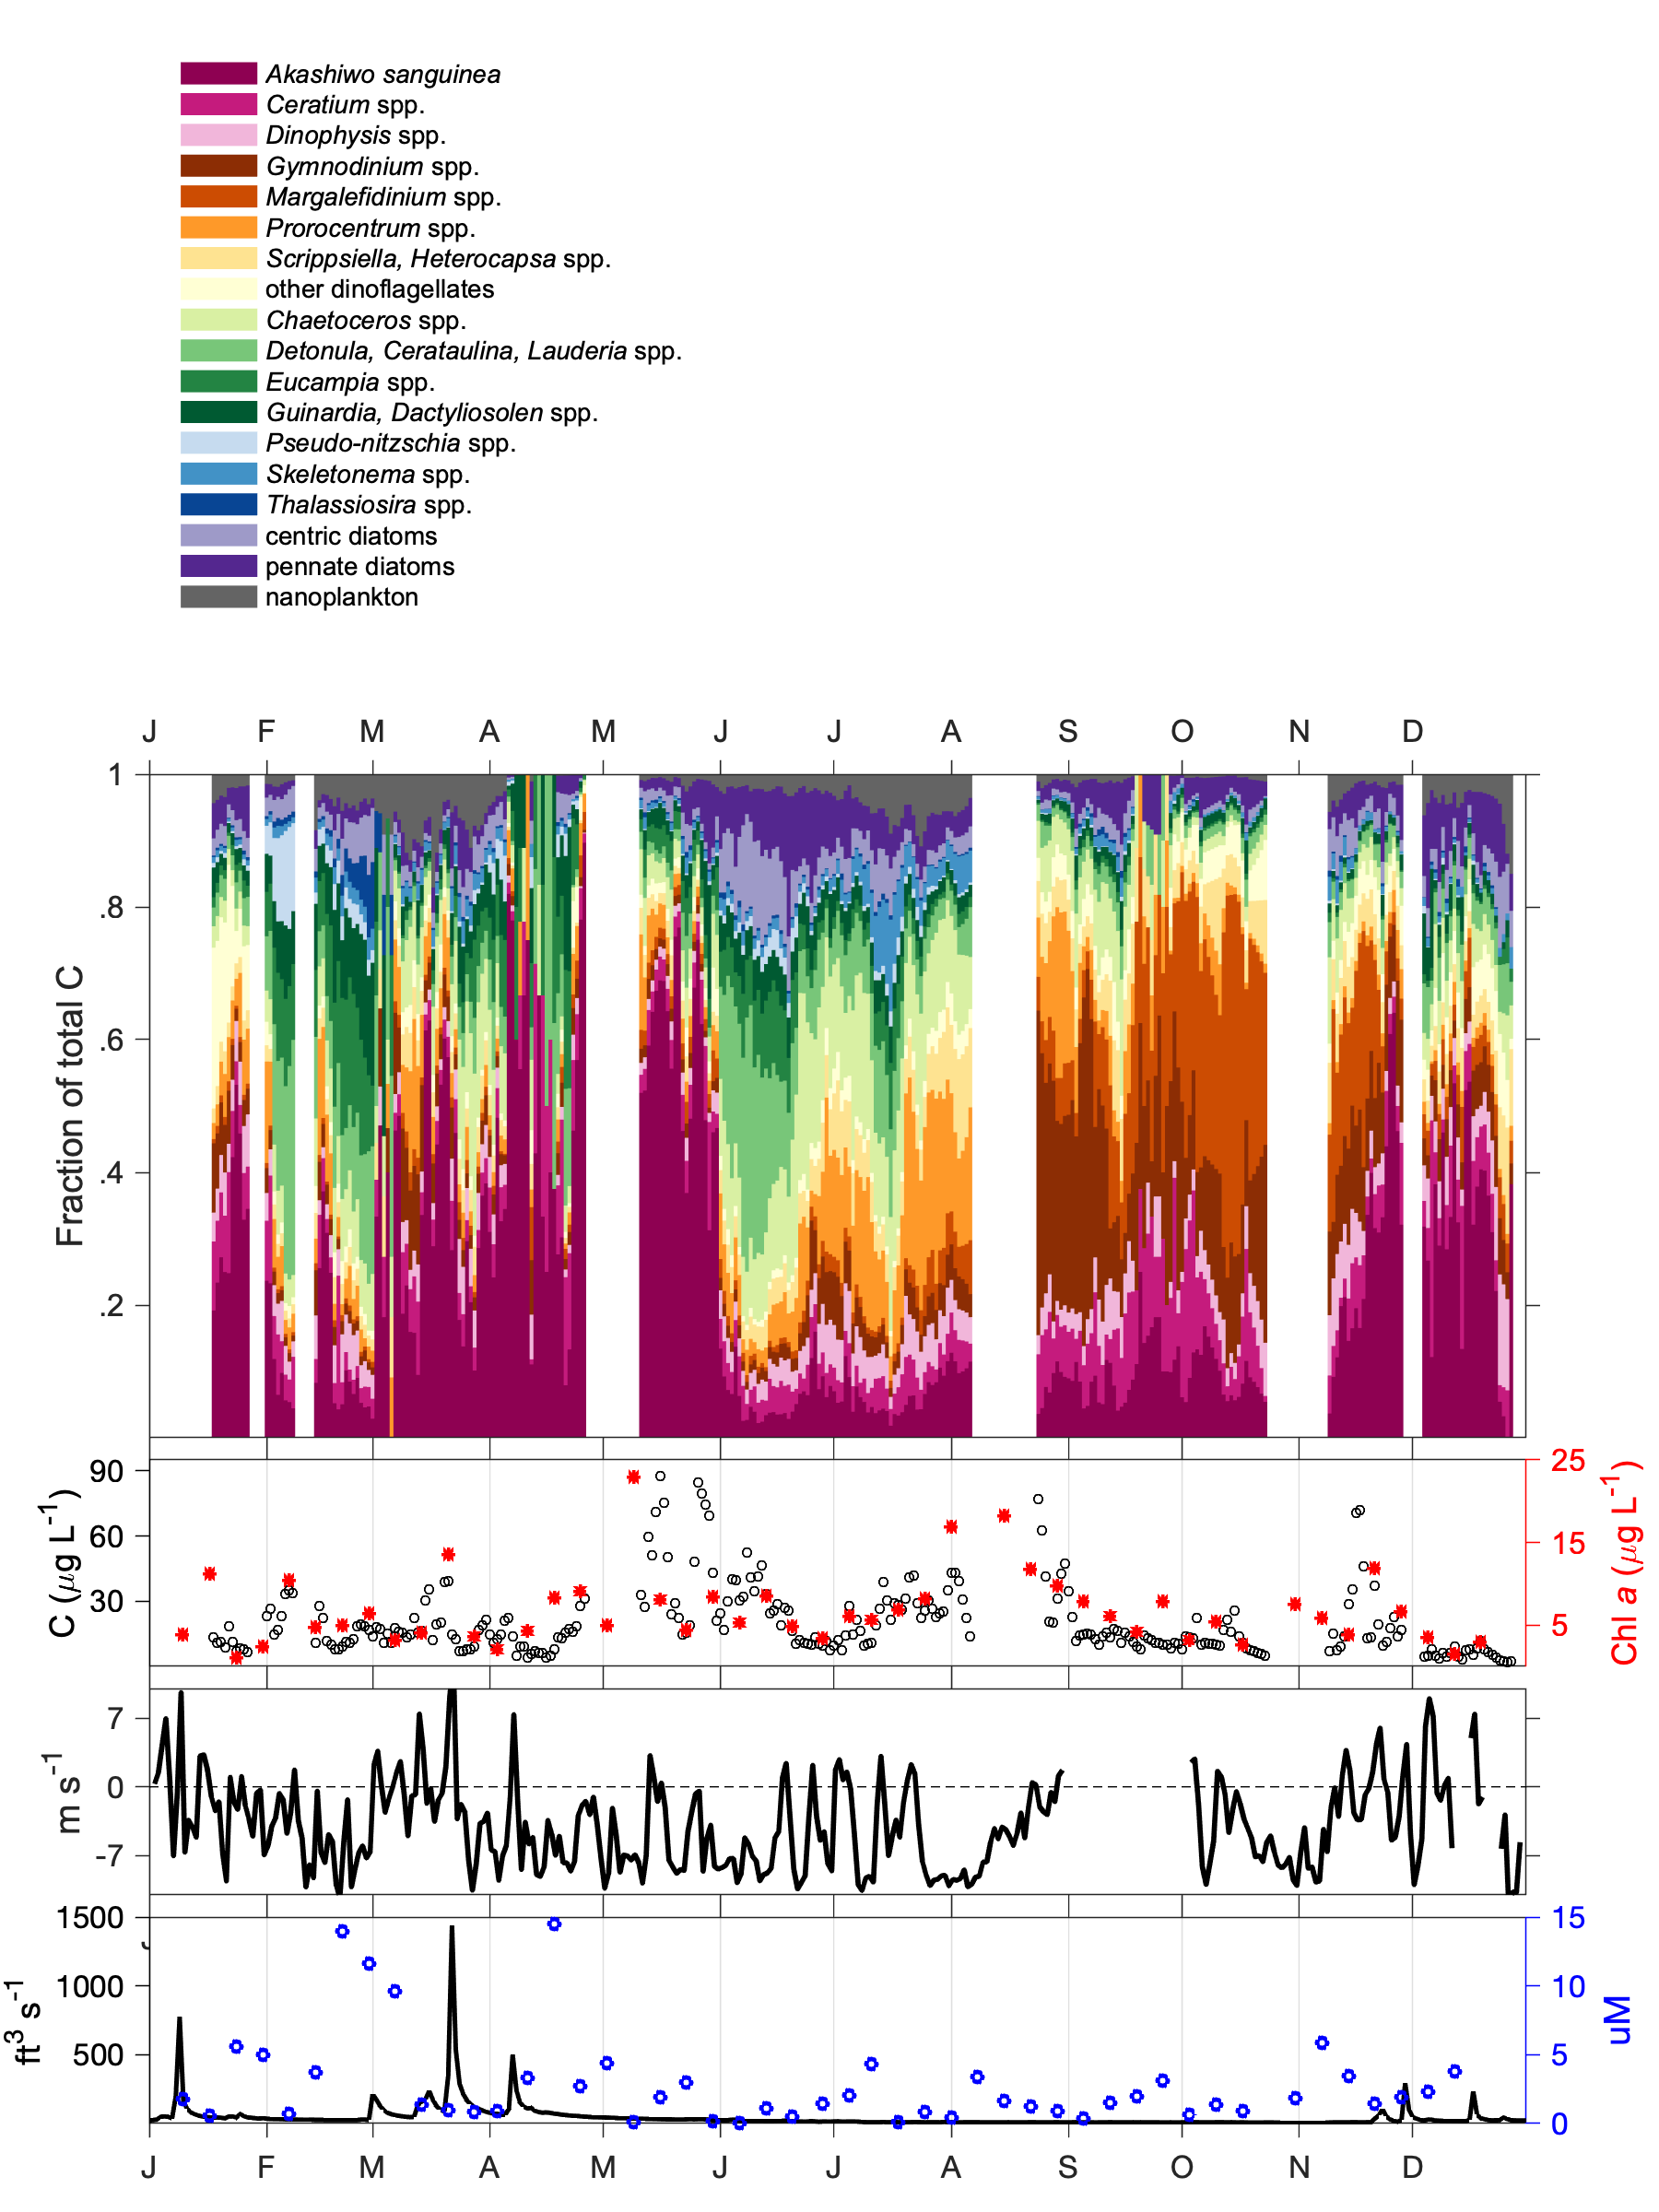 Akashiwo sanguinea
Ceratium spp.
Dinophysis spp.
Gymnodinium spp.
Margalefidinium spp.
Prorocentrum spp.
Scrippsiella, Heterocapsa spp.
other dinoflagellates
Chaetoceros spp.
Detonula, Cerataulina, Lauderia spp.
Eucampia spp.
Guinardia, Dactyliosolen spp.
Pseudo-nitzschia spp.
Skeletonema spp.
Thalassiosira spp.
centric diatoms
pennate diatoms
nanoplankton
J F M A M J J A S O N D
1
.8
.6
.4
.2
Fraction of total C
90
60
30
C (μg L-1)
25
15
5
Chl a (μg L-1)
7
0
-7
m s-1
1500
1000
500
ft3 s-1
15
10
5
0
uM
J F M A M J J A S O N D